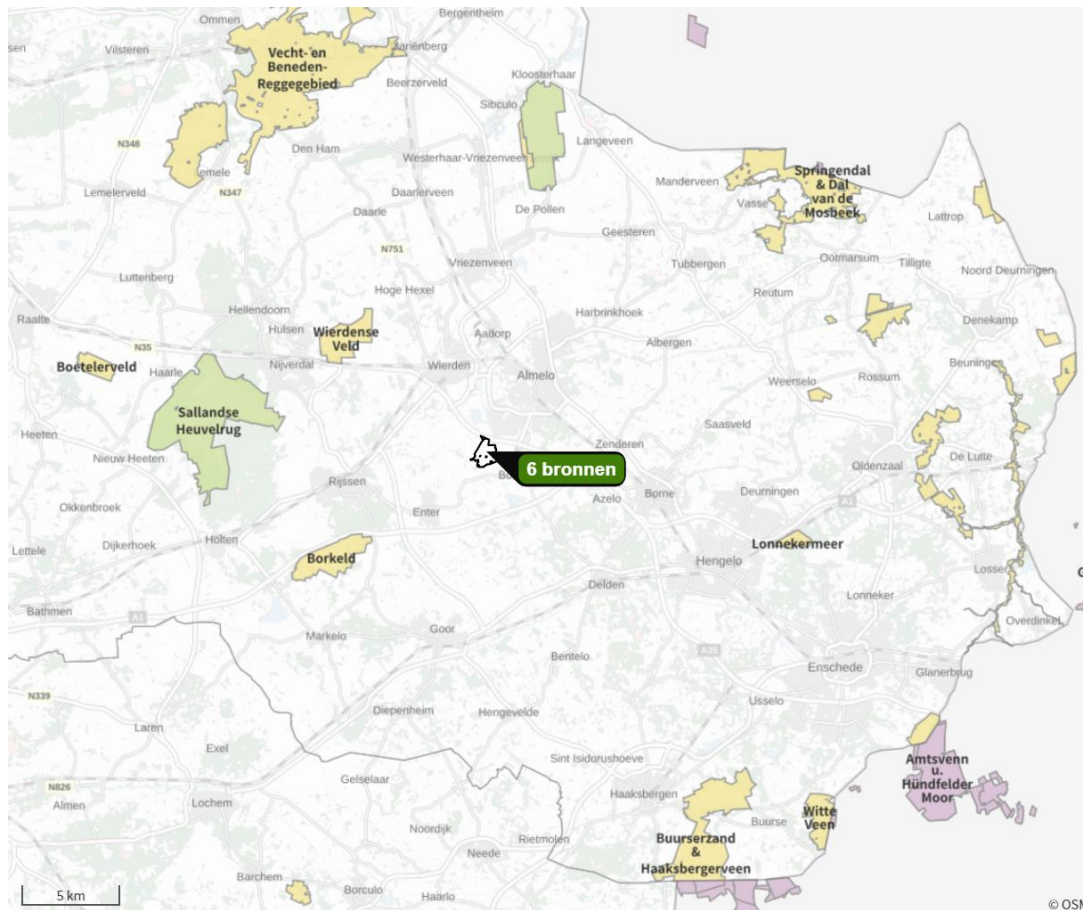 Ommen
Bergentheim
Vilsteren
Vecht- en
Beneden-
Reggegebied
Mariënberg
Beerzerveld
Kloosterhaar
Sibculo
N348
Langeveen
Den Ham
Westerhaar-Vriezenveensewijk
Lemele
Manderveen
Springendal
& Dal
van de
Mosbeek
Lemelerveld
N347
Daarlerveen
Vasse
Daarle
De Pollen
Lattrop
Geesteren
N751
Ootmarsum
Tilligte
Vriezenveen
Tubbergen
Noord Deurningen
Luttenberg
Hoge Hexel
Reutum
Raalte
Hellendoorn
Harbrinkhoek
Denekamp
Hulsen
Wierdense
Veld
Aadorp
Albergen
N35
Boetelerveld
Haarle
Nijverdal
Wierden
Almelo
Beuningen
Weerselo
Rossum
Sallandse
Heuvelrug
Saasveld
Heeten
Zenderen
Nieuw Heeten
6 bronnen
De Lutte
Oldenzaal
Rijssen
Azelo
Borne
Deurningen
A1
Okkenbroek
Enter
Lettele
Dijkerhoek
Holten
Borkeld
Lonnekermeer
Hengelo
Losser
Delden
Lonneker
Bathmen
A1
Overdinkel
Markelo
Goor
A35
Bentelo
Enschede
Glanerbrug
N339
Usselo
Laren
Diepenheim
Hengevelde
Exel
Sint Isidorushoeve
Amtsvenn
u.
Hündfelder
Moor
Gelselaar
N826
Almen
Lochem
Haaksbergen
Witte
Veen
Noordijk
Buurse
Rietmolen
Buurserzand
&
Haaksbergerveen
Neede
Barchem
Borculo
Haarlo
5 km
© OSM